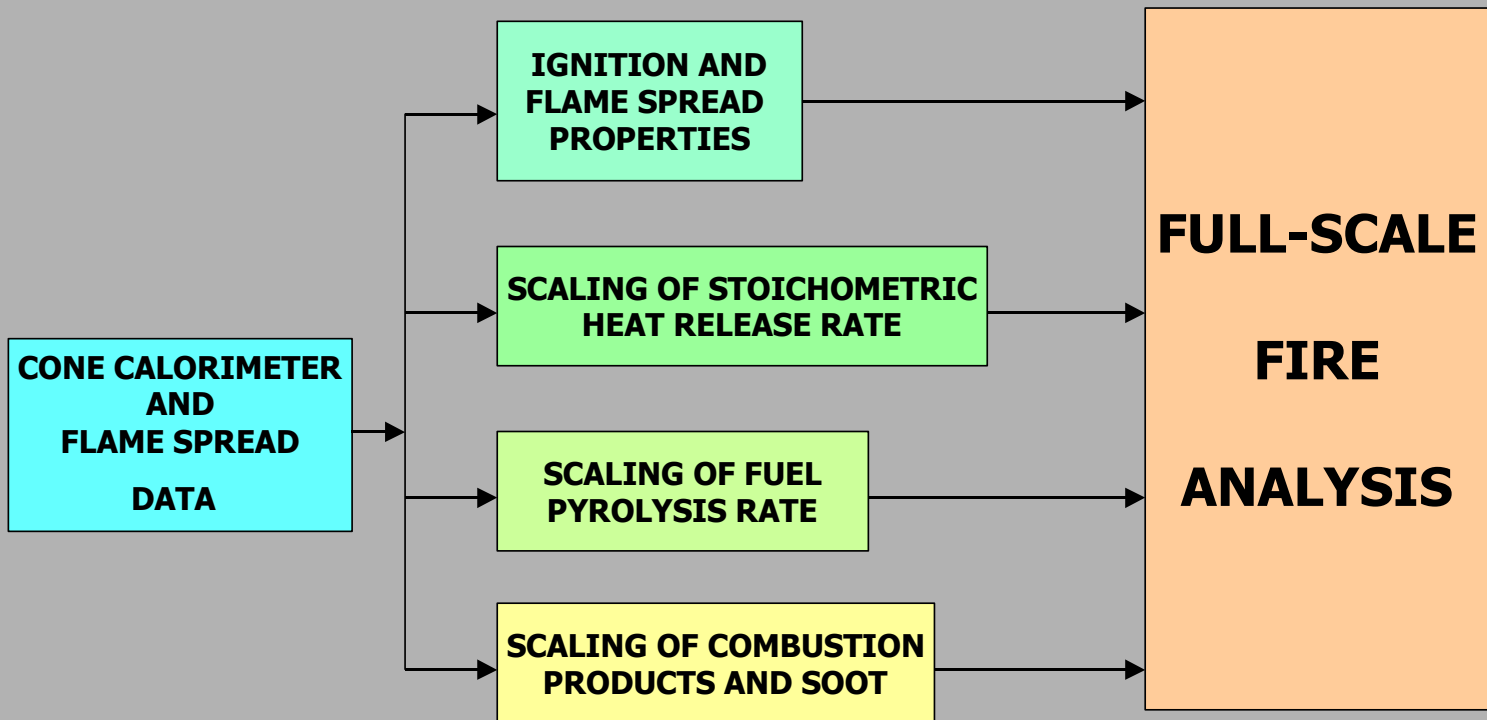 CONE CALORIMETER
AND
FLAME SPREAD
DATA
IGNITION AND
FLAME SPREAD
PROPERTIES
SCALING OF STOICHOMETRIC
HEAT RELEASE RATE
SCALING OF FUEL
PYROLYSIS RATE
SCALING OF COMBUSTION
PRODUCTS AND SOOT
FULL-SCALE
FIRE
ANALYSIS